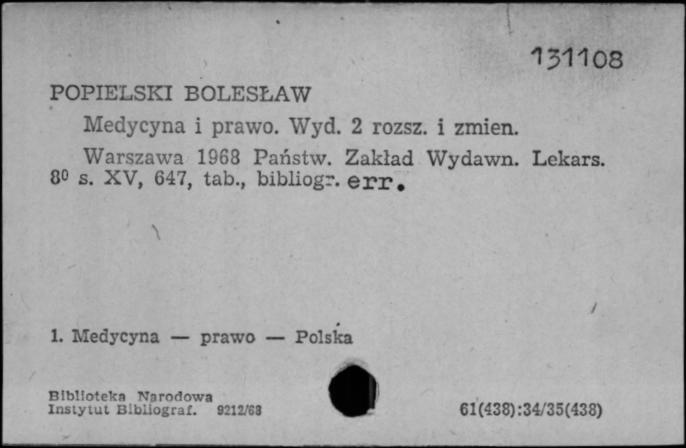 131108
POPIELSKI BOLESŁAW
Medycyna i prawo. Wyd. 2 rozsz. i zmien.
Warszawa 1968 Państw. Zakład Wydawn. Lekars.
8⁰ s. XV, 647, tab., bibliogr. err.
1. Medycyna — prawo — Polska
Biblioteka Narodowa
Instytut Bibliograf. 9212/68
61(438):34/35(438)